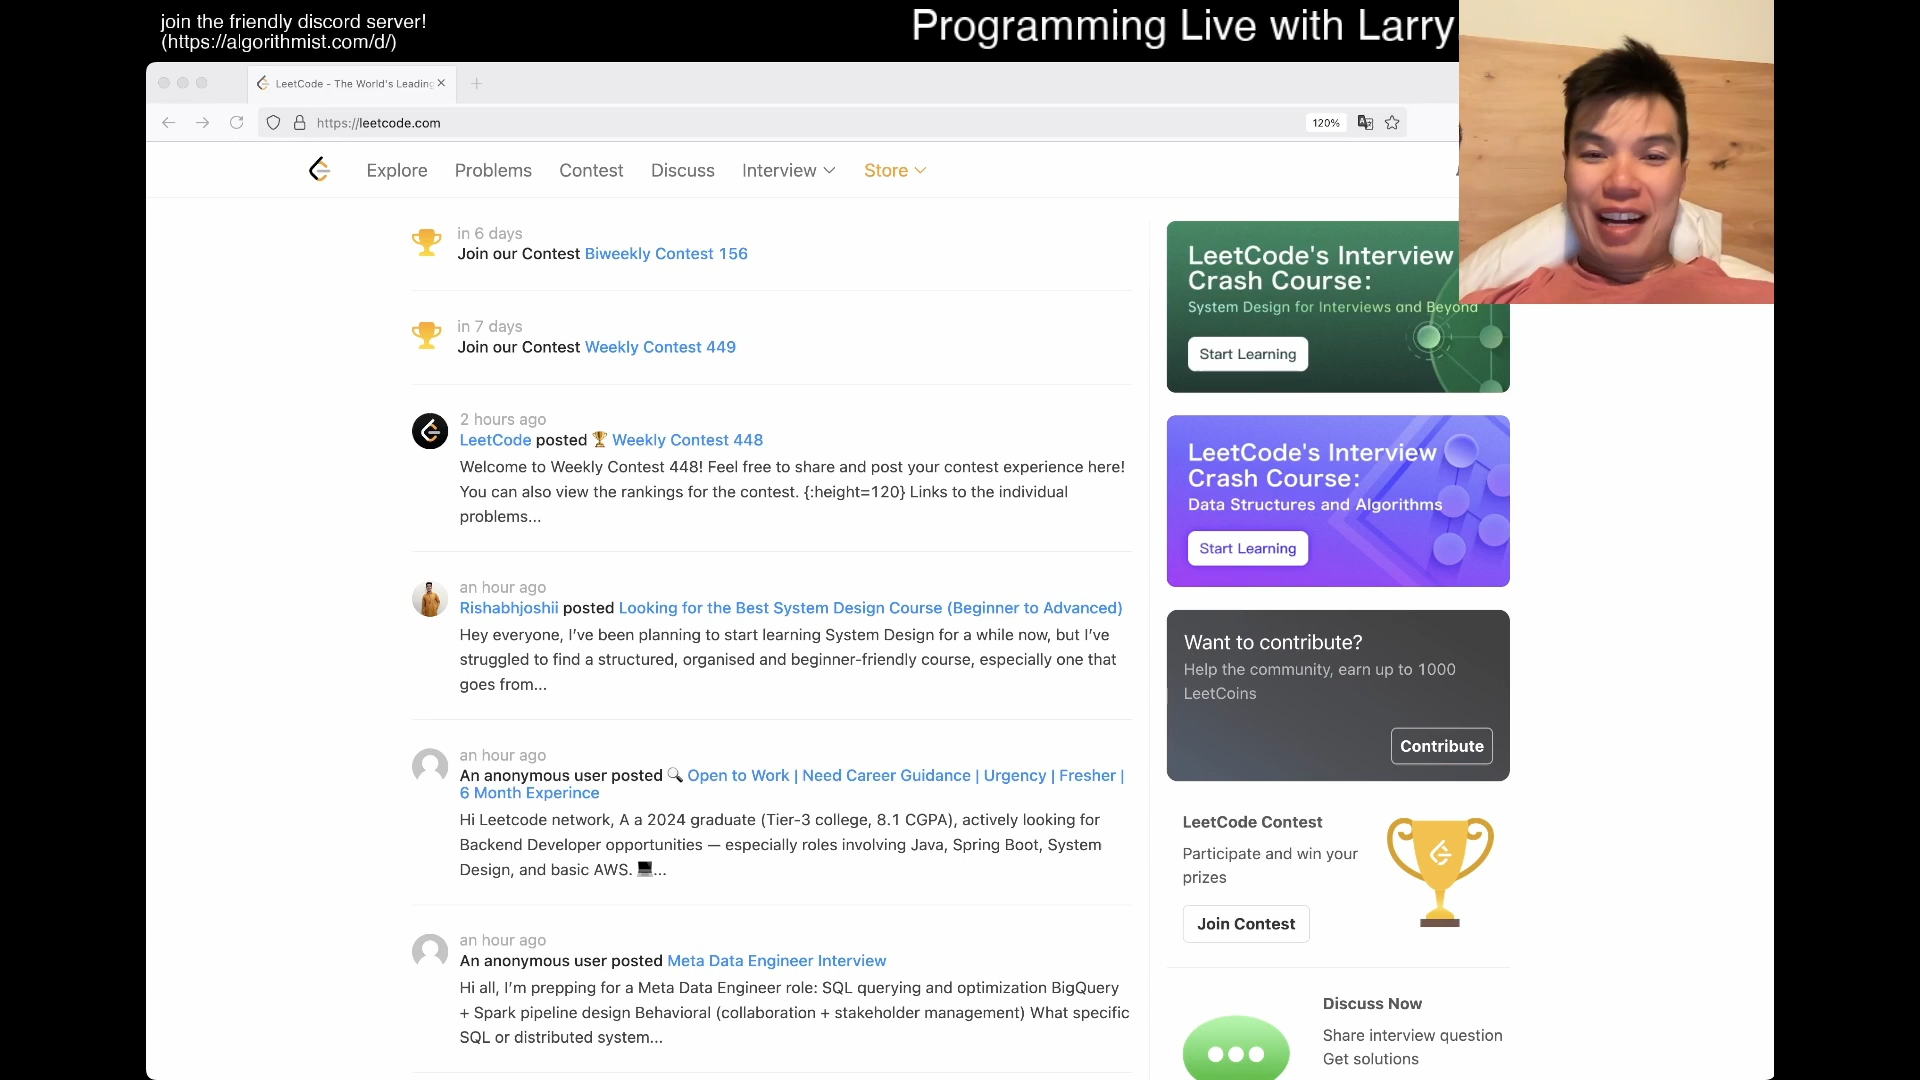 join the friendly discord server!
(https://algorithmist.com/d/)
Programming Live with Larry
LeetCode - The World's Leading
https://leetcode.com
120%
Explore
Problems
Contest
Discuss
Interview
Store
in 6 days
Join our Contest Biweekly Contest 156
in 7 days
Join our Contest Weekly Contest 449
2 hours ago
LeetCode posted 🏆 Weekly Contest 448
Welcome to Weekly Contest 448! Feel free to share and post your contest experience here!
You can also view the rankings for the contest. {:height=120} Links to the individual
problems...
an hour ago
Rishabhjoshii posted Looking for the Best System Design Course (Beginner to Advanced)
Hey everyone, I’ve been planning to start learning System Design for a while now, but I’ve
struggled to find a structured, organised and beginner-friendly course, especially one that
goes from...
an hour ago
An anonymous user posted 🔍 Open to Work | Need Career Guidance | Urgency | Fresher |
6 Month Experince
Hi Leetcode network, A a 2024 graduate (Tier-3 college, 8.1 CGPA), actively looking for
Backend Developer opportunities — especially roles involving Java, Spring Boot, System
Design, and basic AWS. 💻...
an hour ago
An anonymous user posted Meta Data Engineer Interview
Hi all, I’m prepping for a Meta Data Engineer role: SQL querying and optimization BigQuery
+ Spark pipeline design Behavioral (collaboration + stakeholder management) What specific
SQL or distributed system...
LeetCode's Interview
Crash Course:
System Design for Interviews and Beyond
Start Learning
LeetCode's Interview
Crash Course:
Data Structures and Algorithms
Start Learning
Want to contribute?
Help the community, earn up to 1000
LeetCoins
Contribute
LeetCode Contest
Participate and win your
prizes
Join Contest
Discuss Now
Share interview question
Get solutions